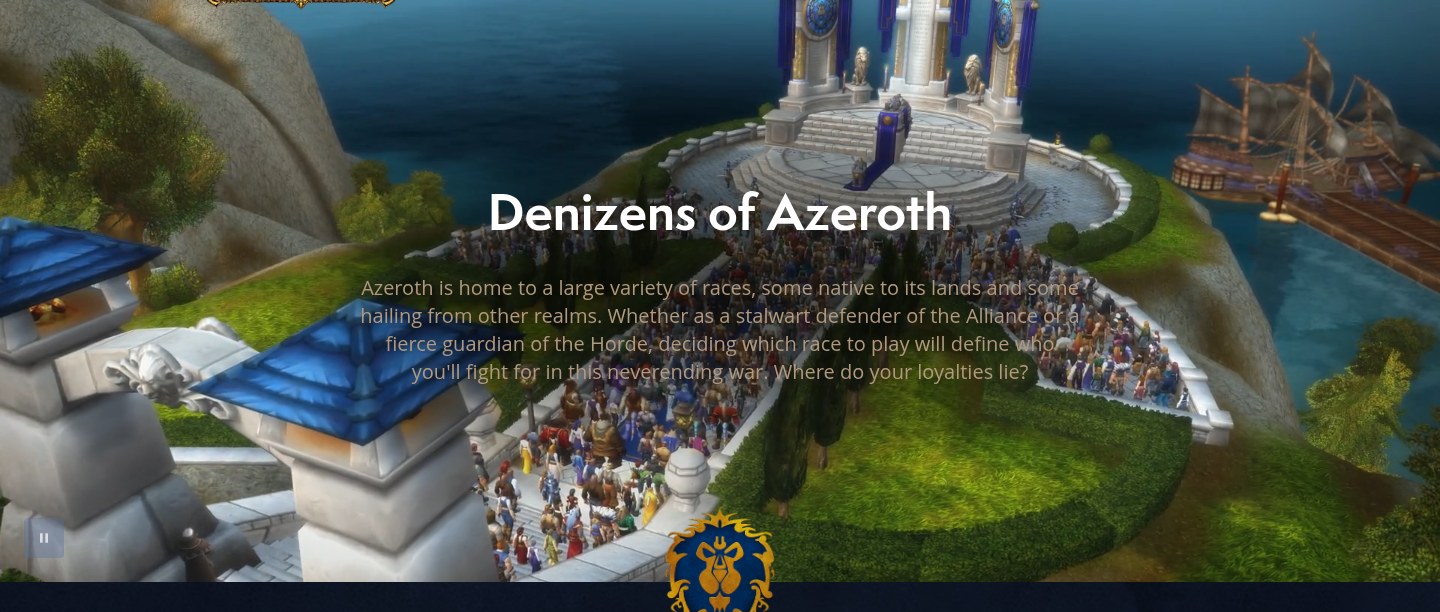 Denizens of Azeroth
Azeroth is home to a large variety of races, some native to its lands and some
hailing from other realms. Whether as a stalwart defender of the Alliance or a
fierce guardian of the Horde, deciding which race to play will define who
you'll fight for in this neverending war. Where do your loyalties lie?